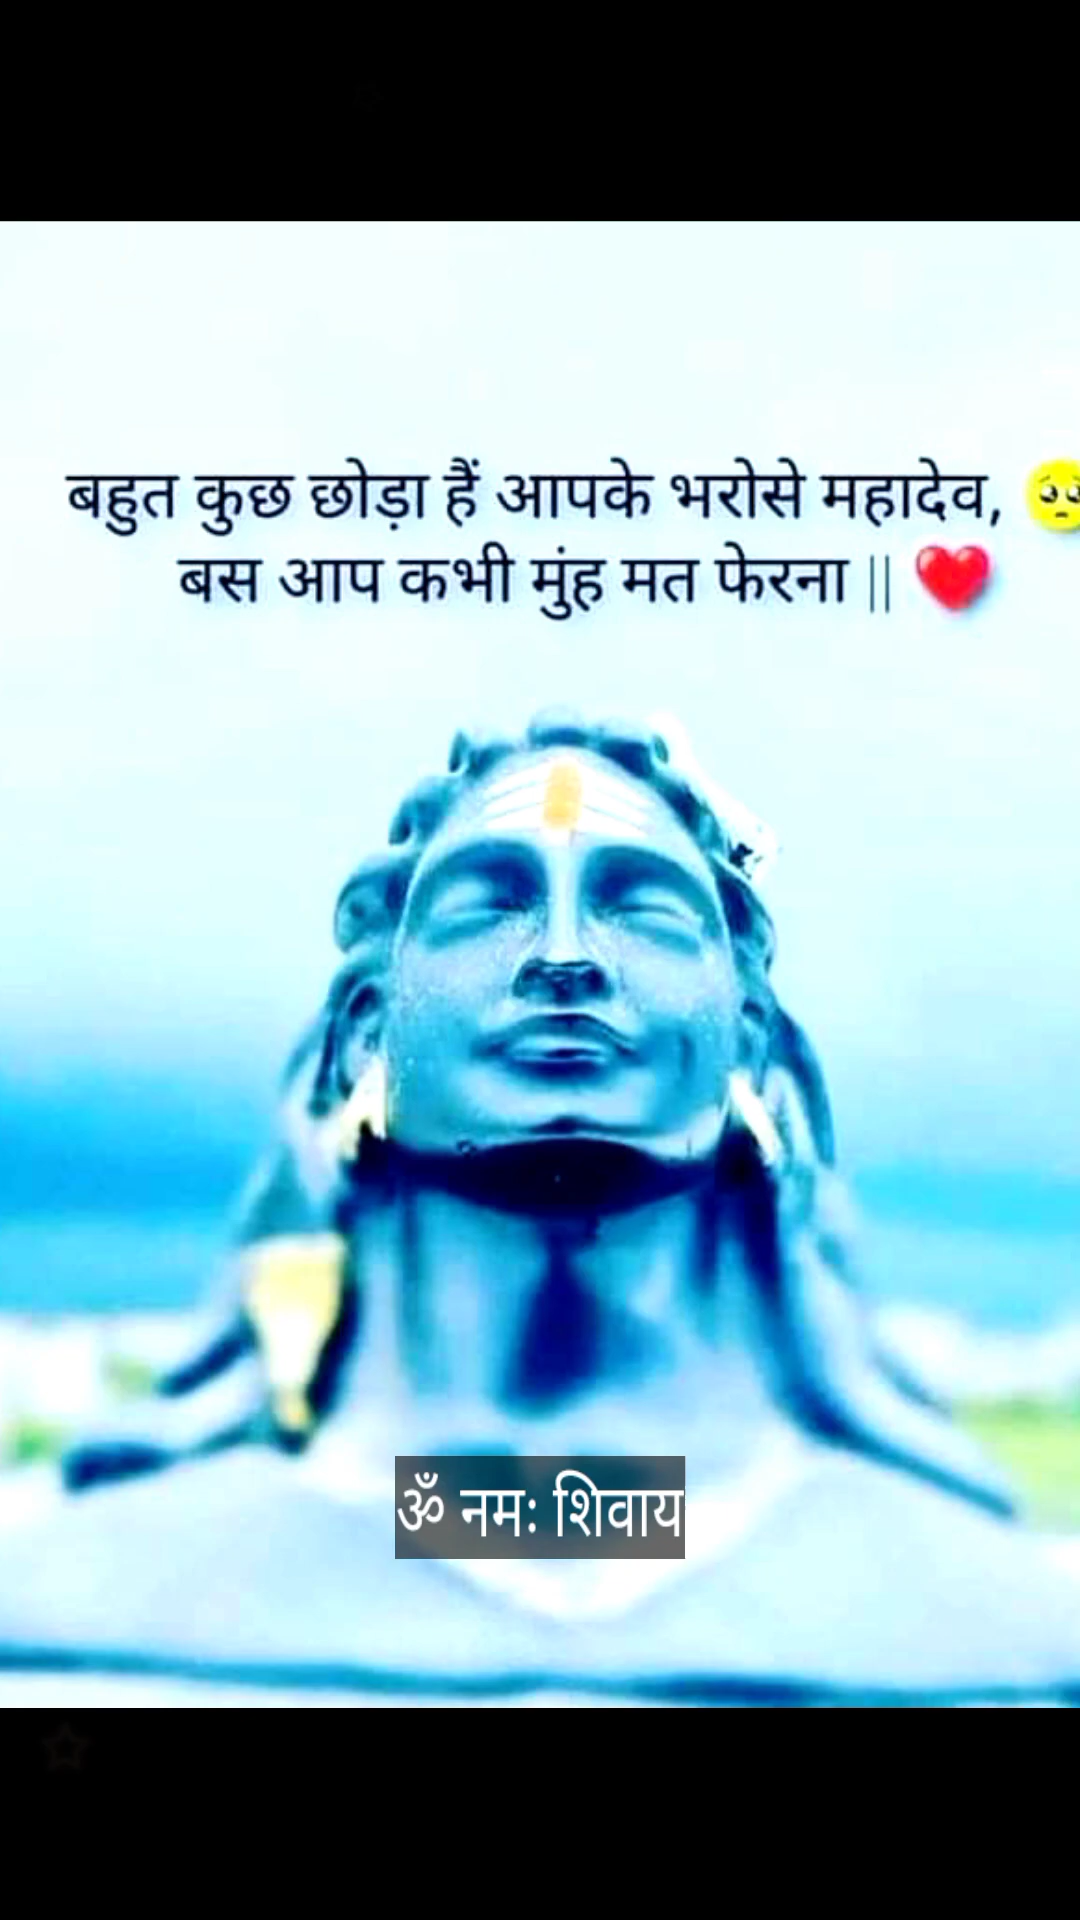 बहुत कुछ छोड़ा हैं आपके भरोसे महादेव, 🥺
बस आप कभी मुंह मत फेरना || ❤️
ॐ नमः शिवाय